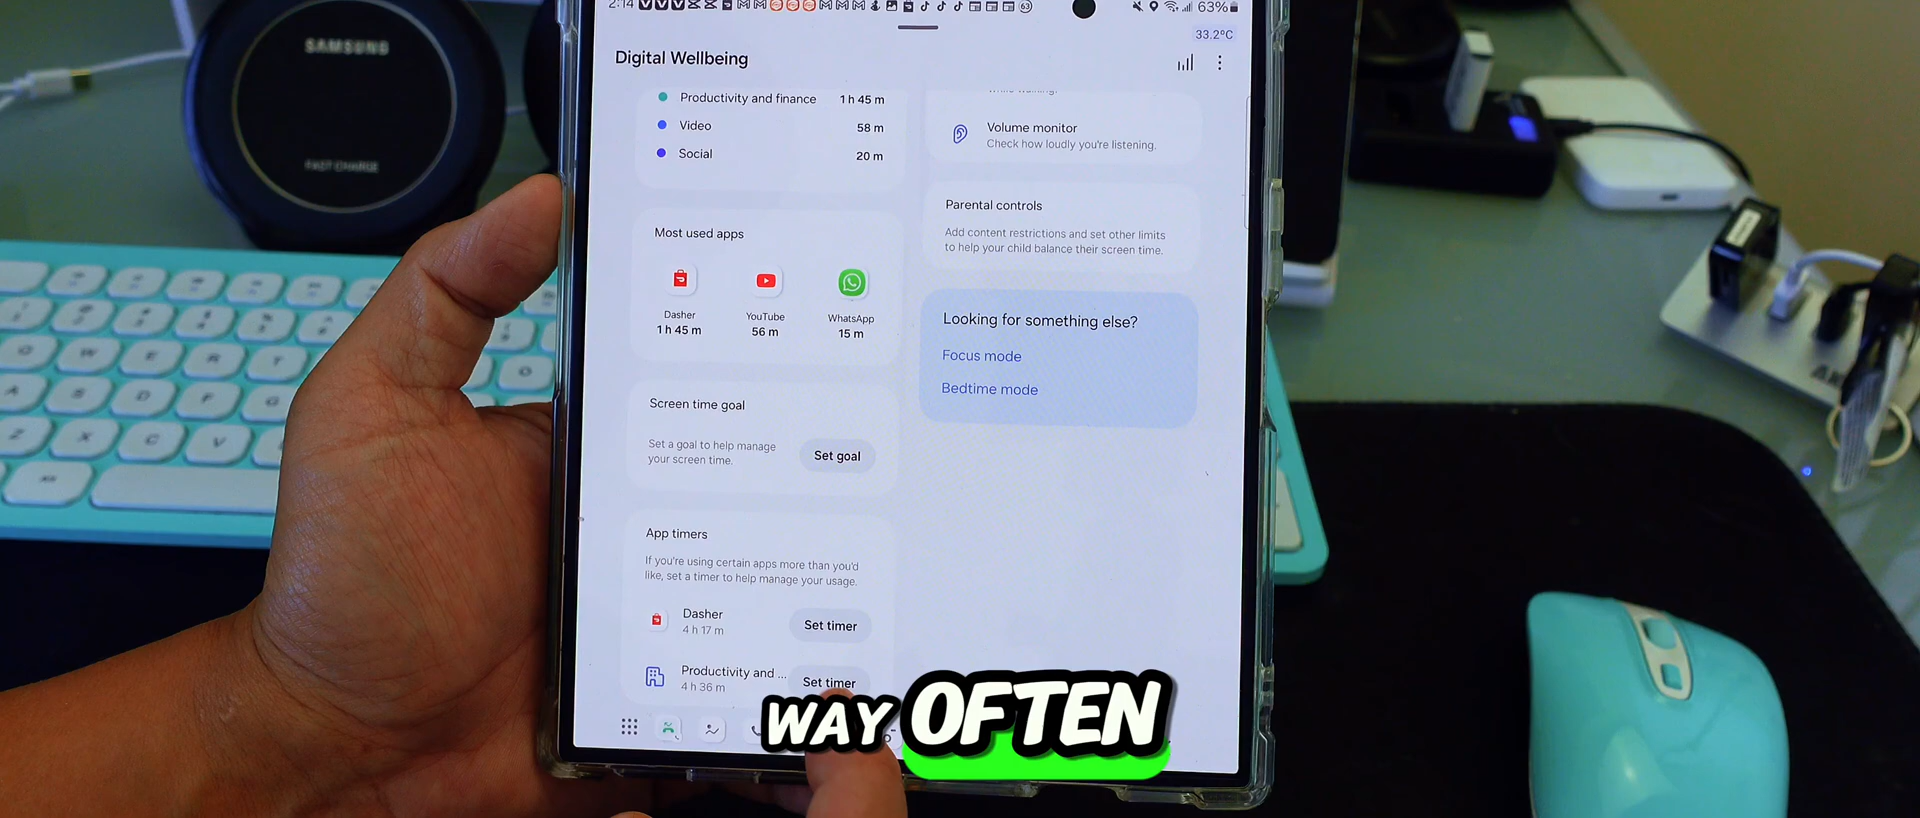 SAMSUNG
FAST CHARGE
2:14
63%
33.2°C
Digital Wellbeing
Productivity and finance 1 h 45 m
Video 58 m
Social 20 m
Most used apps
Dasher
1 h 45 m
YouTube
56 m
WhatsApp
15 m
Screen time goal
Set a goal to help manage
your screen time.
Set goal
App timers
If you're using certain apps more than you'd
like, set a timer to help manage your usage.
Dasher
4 h 17 m
Set timer
Productivity and ...
4 h 36 m
Set timer
while walking.
Volume monitor
Check how loudly you're listening.
Parental controls
Add content restrictions and set other limits
to help your child balance their screen time.
Looking for something else?
Focus mode
Bedtime mode
WAY OFTEN